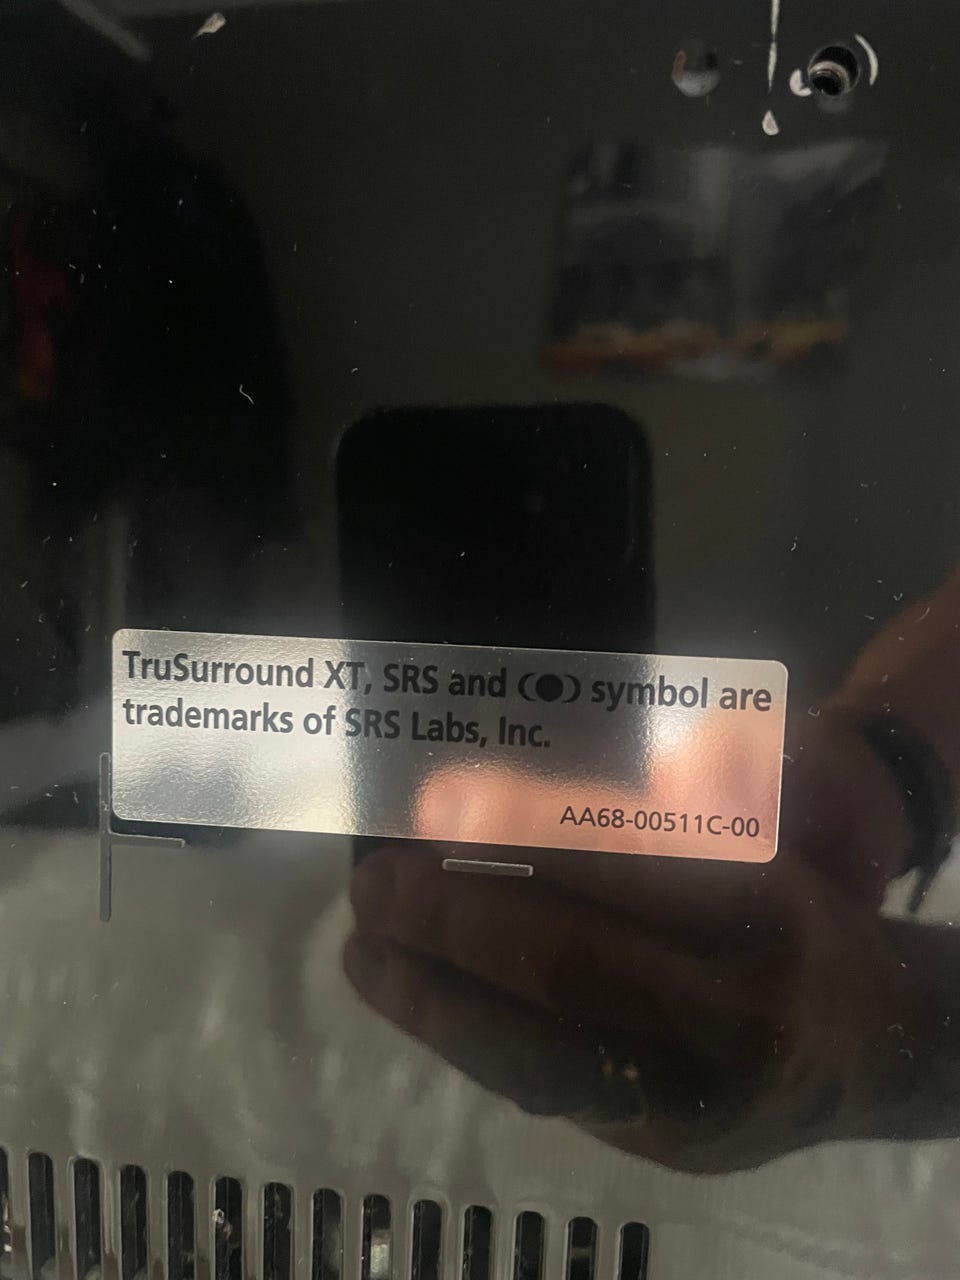 TruSurround XT, SRS and (●) symbol are
trademarks of SRS Labs, Inc.
AA68-00511C-00